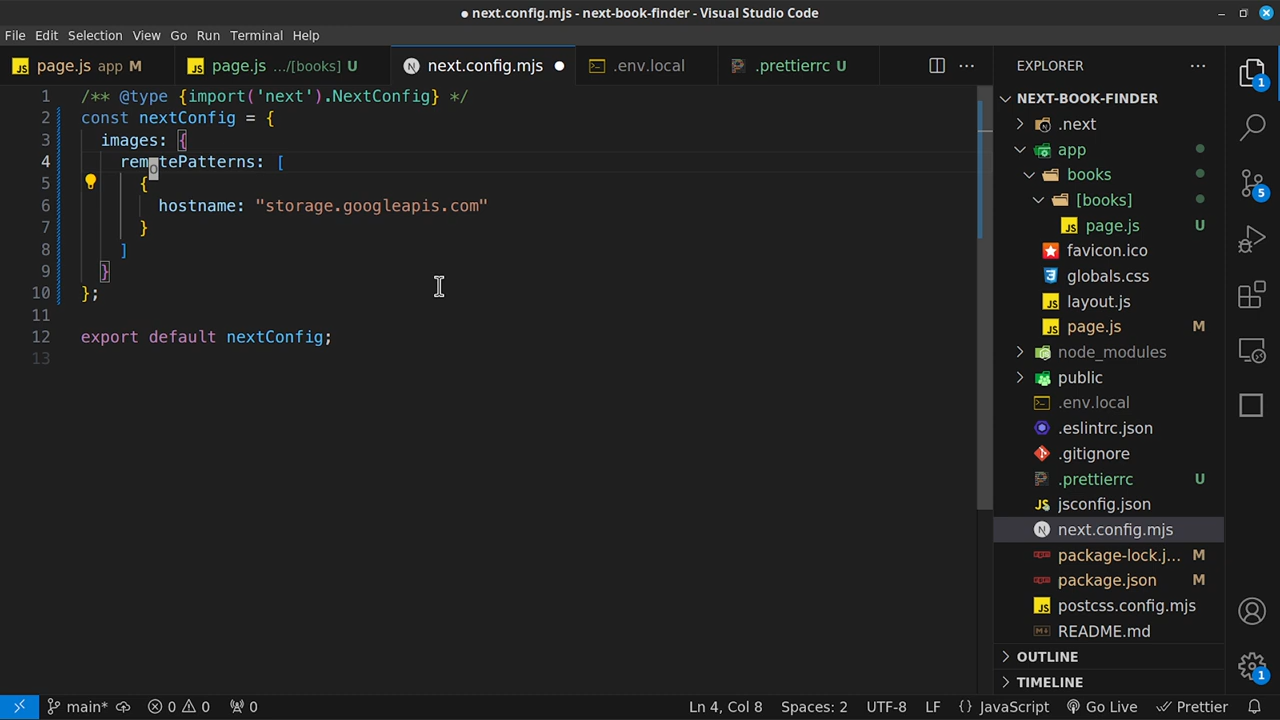 next.config.mjs - next-book-finder - Visual Studio Code
File Edit Selection View Go Run Terminal Help
page.js app M
page.js .../[books] U
next.config.mjs
.env.local
.prettierrc U
1 /** @type {import('next').NextConfig} */
2 const nextConfig = {
3 images: {
4 remotePatterns: [
5 {
6 hostname: "storage.googleapis.com"
7 }
8 ]
9 }
10 };
11
12 export default nextConfig;
13
EXPLORER
NEXT-BOOK-FINDER
.next
app
books
[books]
page.js U
favicon.ico
globals.css
layout.js
page.js M
node_modules
public
.env.local
.eslintrc.json
.gitignore
.prettierrc U
jsconfig.json
next.config.mjs
package-lock.j... M
package.json M
postcss.config.mjs
README.md
OUTLINE
TIMELINE
1
5
1
main* 0 0 0 Ln 4, Col 8 Spaces: 2 UTF-8 LF {} JavaScript Go Live Prettier